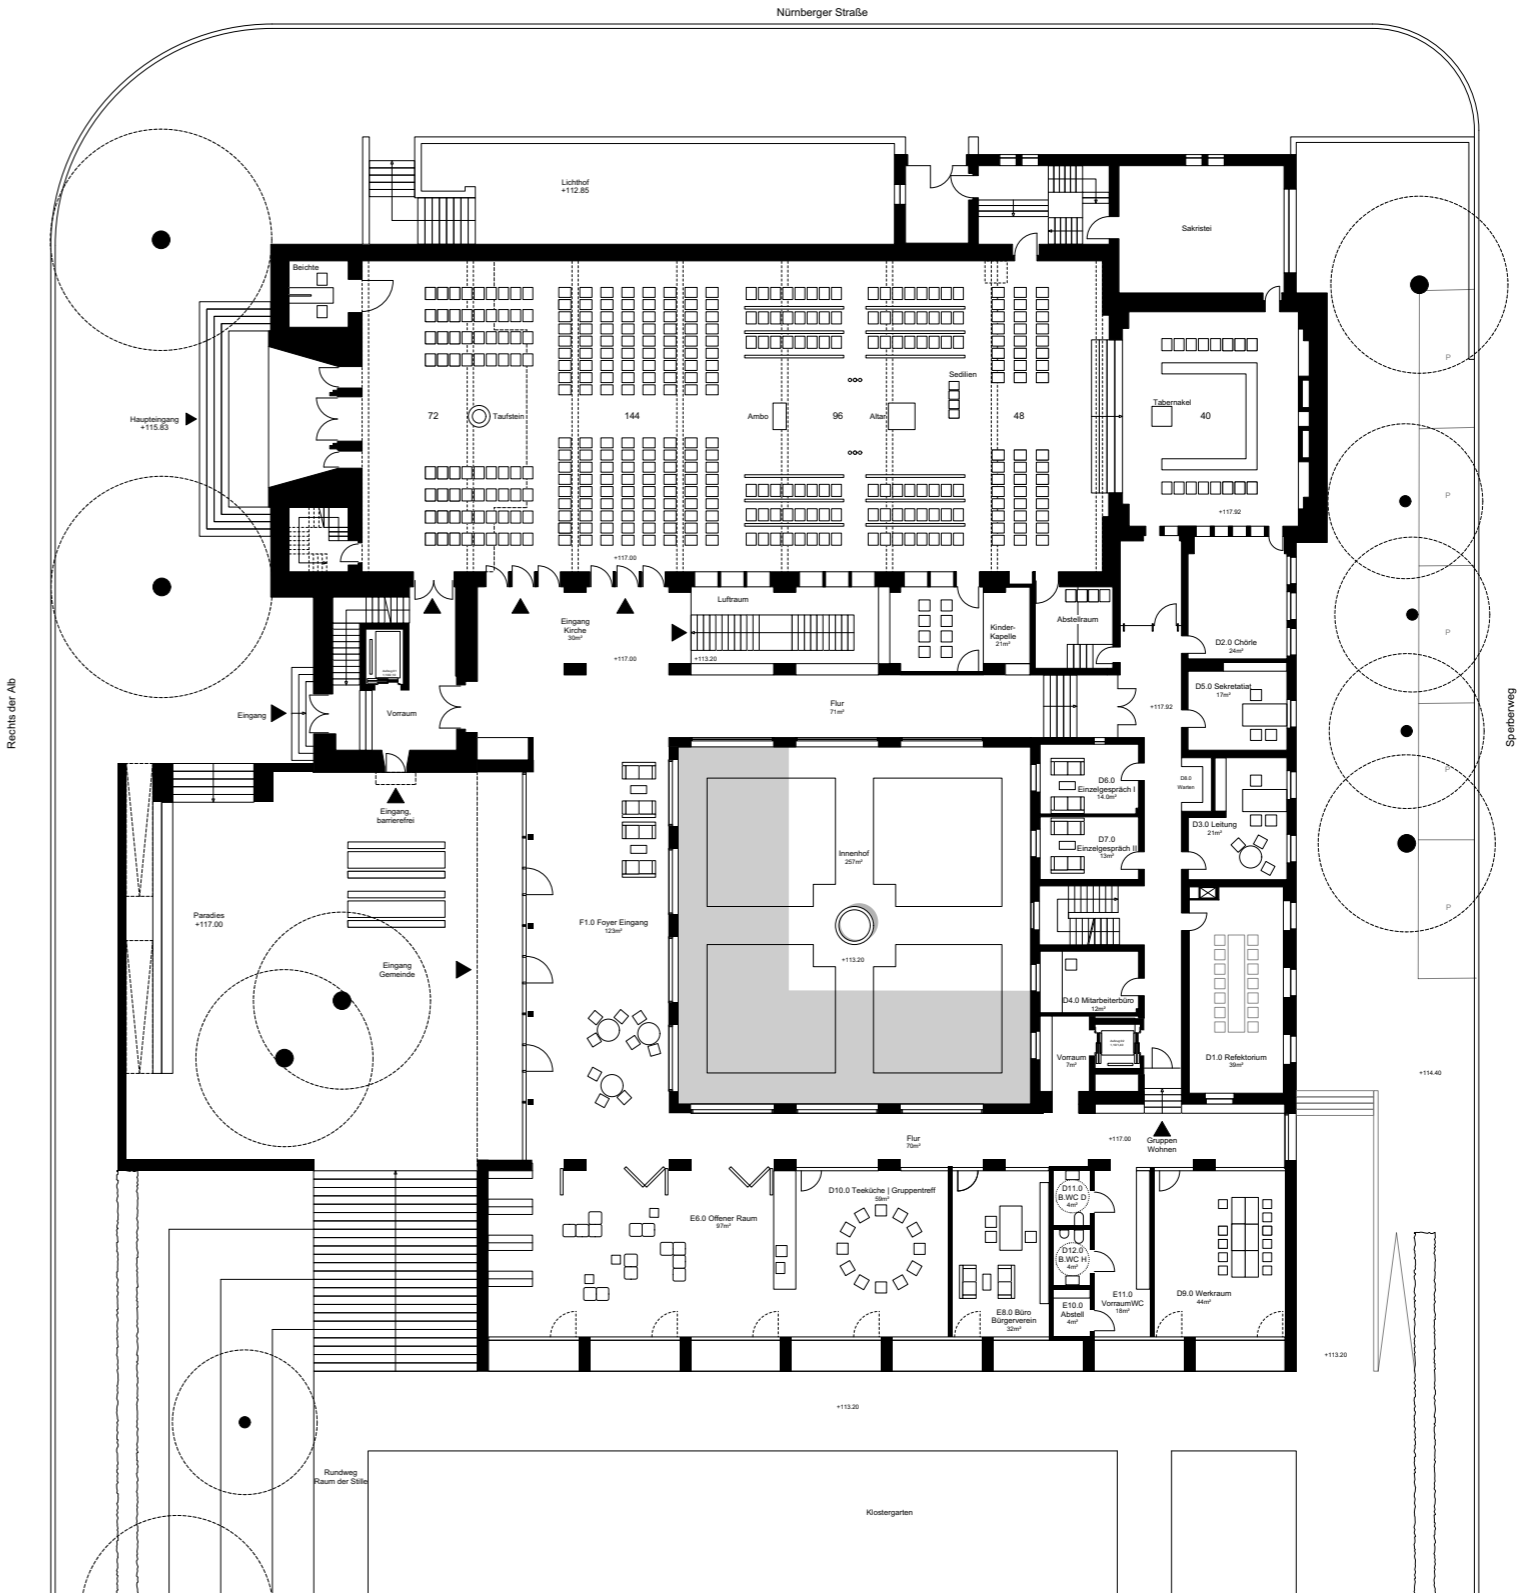 Nürnberger Straße
Lichthof
+112.85
Sakristei
Beichte
Haupteingang
+115.83
72
Taufstein
144
Ambo
96
Altar
Sedilien
48
Tabernakel
40
+117.92
P
P
P
P
P
+117.00
Luftraum
Eingang
Kirche
30m²
+117.00
+113.20
Kinder-
Kapelle
21m²
Abstellraum
D2.0 Chörle
24m²
D5.0 Sekretatiat
17m²
Rechts der Alb
Eingang
Vorraum
Flur
71m²
+117.92
Sperberweg
Eingang,
barrierefrei
D6.0
Einzelgespräch I
14.0m²
D8.0
Warten
D3.0 Leitung
21m²
D7.0
Einzelgespräch II
13m²
Innenhof
257m²
Paradies
+117.00
F1.0 Foyer Eingang
123m²
Eingang
Gemeinde
+113.20
D4.0 Mitarbeiterbüro
12m²
Vorraum
7m²
D1.0 Refektorium
39m²
+114.40
Flur
70m²
+117.00
Gruppen
Wohnen
E6.0 Offener Raum
97m²
D10.0 Teeküche | Gruppentreff
59m²
D11.0
B.WC D
4m²
D12.0
B.WC H
4m²
E8.0 Büro
Bürgerverein
32m²
E10.0
Abstell
4m²
E11.0
VorraumWC
18m²
D9.0 Werkraum
44m²
+113.20
+113.20
Rundweg
Raum der Stille
Klostergarten